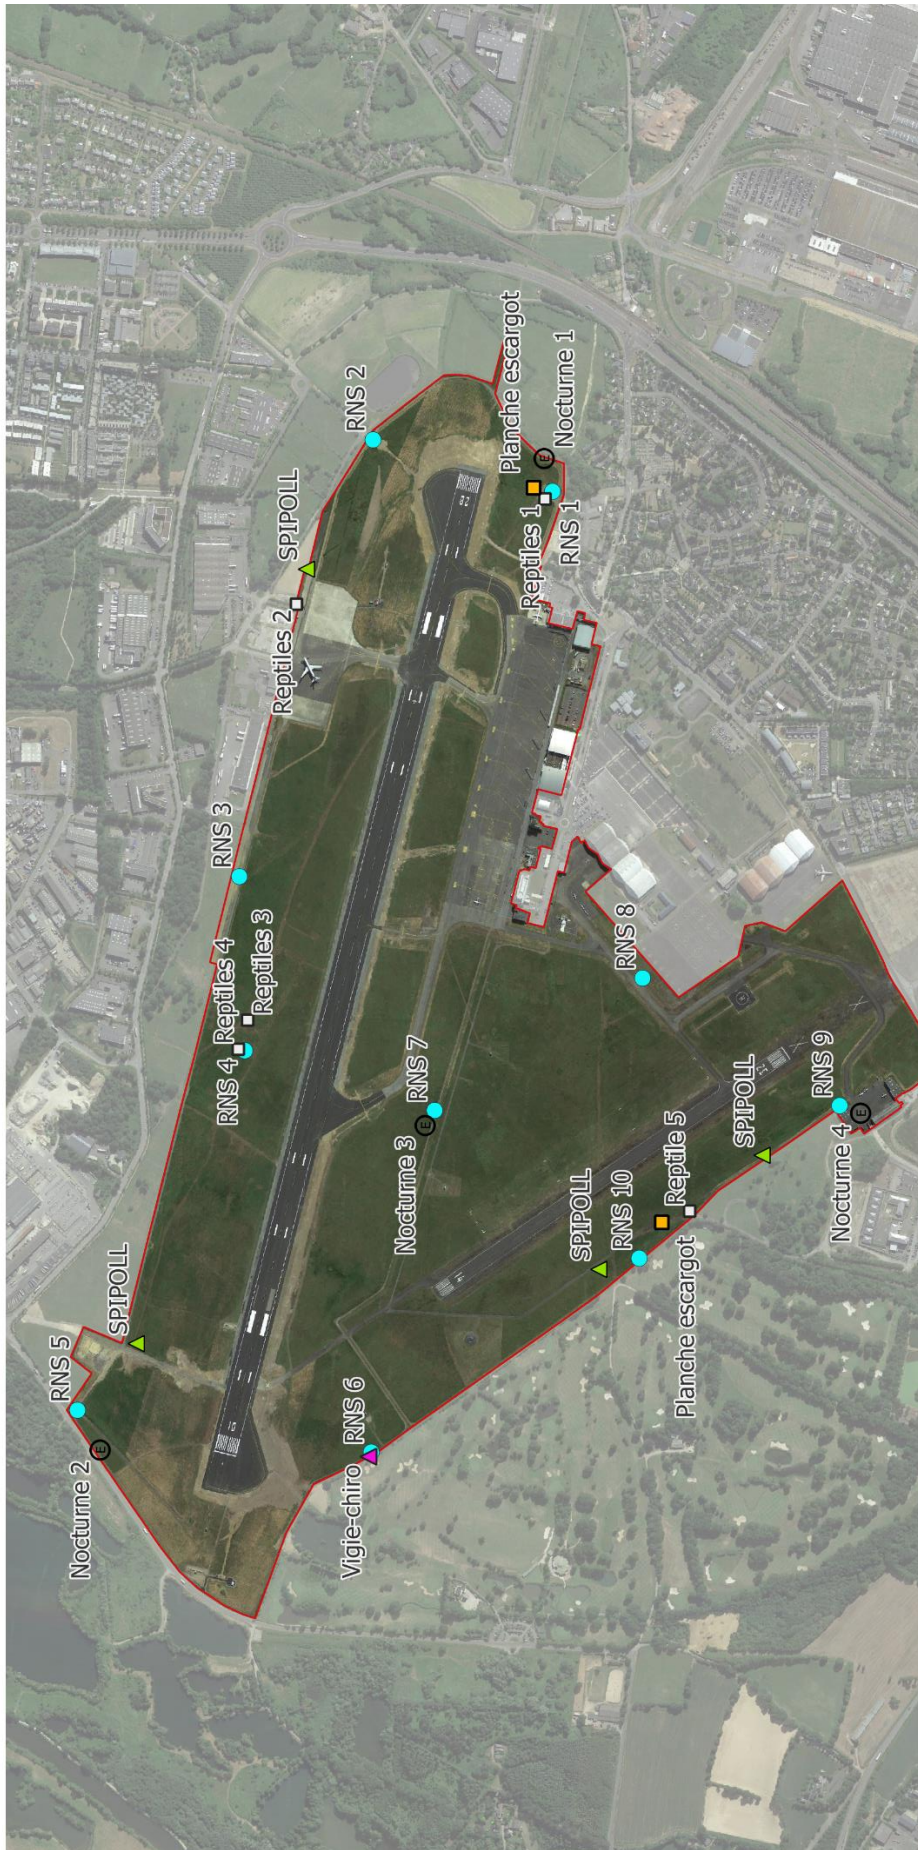 RNS 5
SPIPOLL
Nocturne 2
RNS 4
Reptiles 4
Reptiles 3
RNS 3
Reptiles 2
SPIPOLL
RNS 2
Vigie-chiro
RNS 6
Nocturne 3
RNS 7
Reptiles 1
RNS 1
Planche escargot
Nocturne 1
SPIPOLL
RNS 10
RNS 8
Planche escargot
Reptile 5
SPIPOLL
Nocturne 4
RNS 9
E
E
E
E